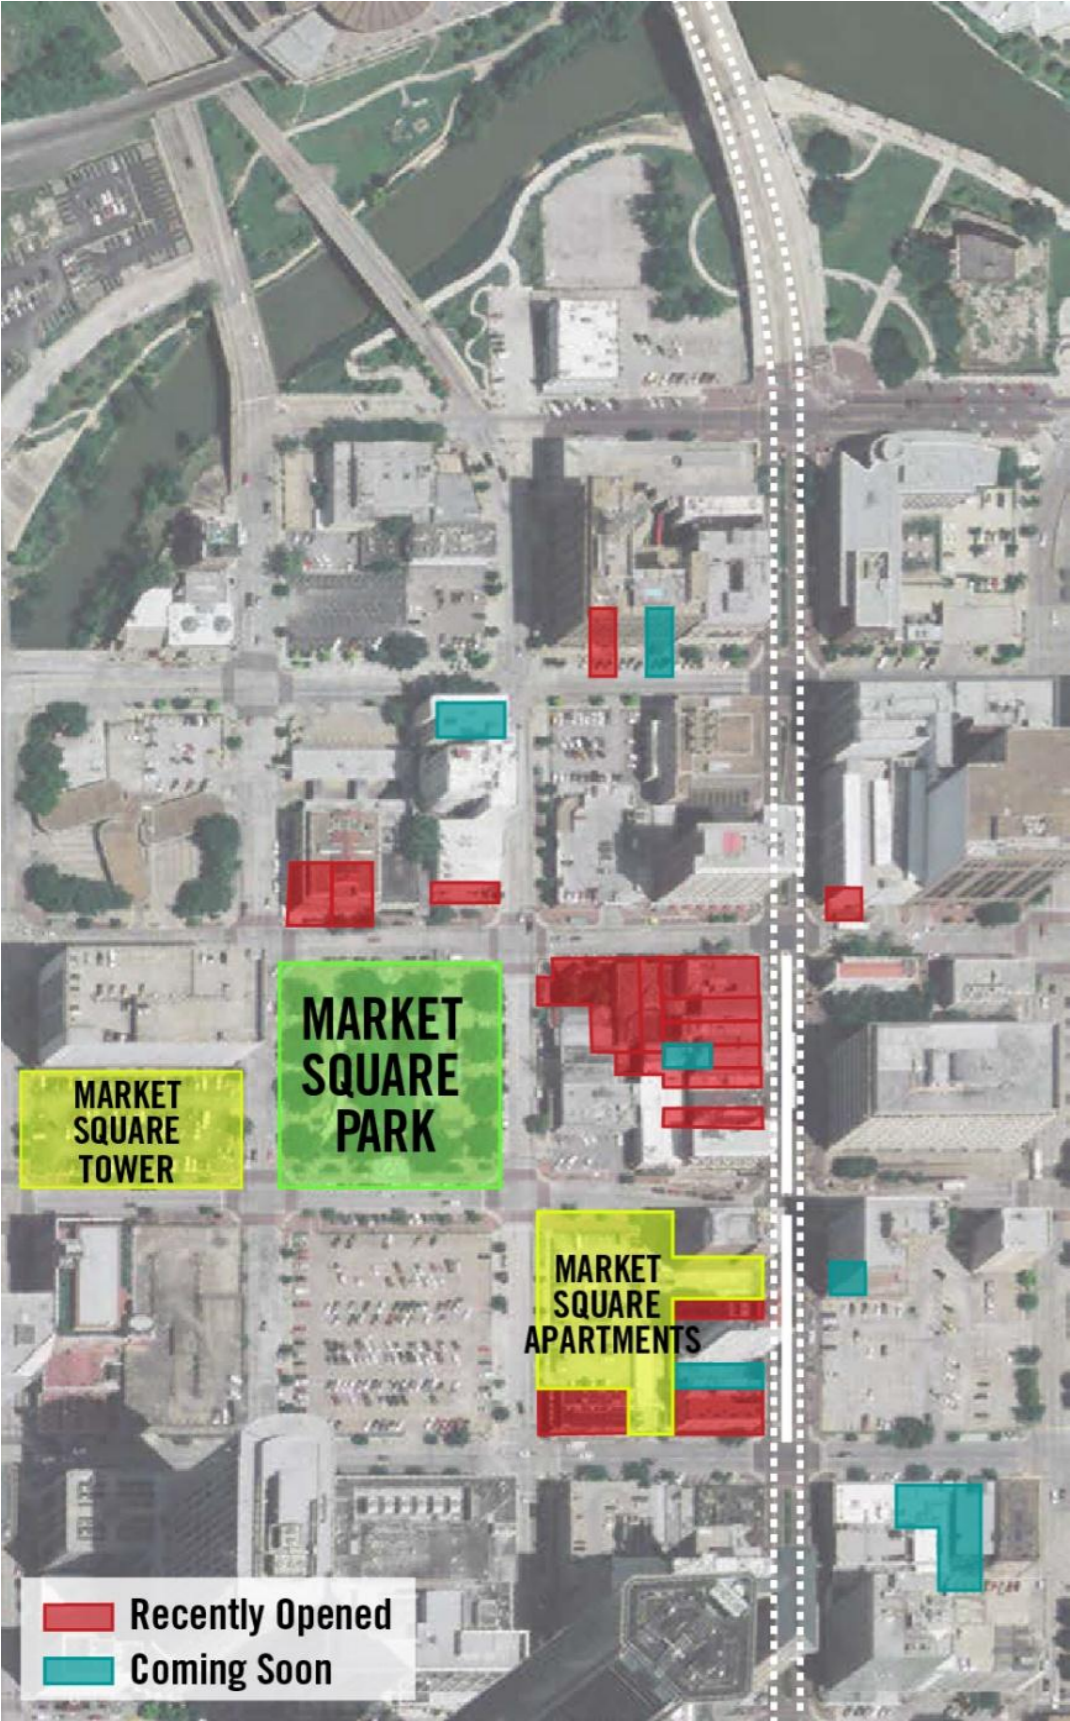 MARKET
SQUARE
PARK
MARKET
SQUARE
TOWER
MARKET
SQUARE
APARTMENTS
Recently Opened
Coming Soon